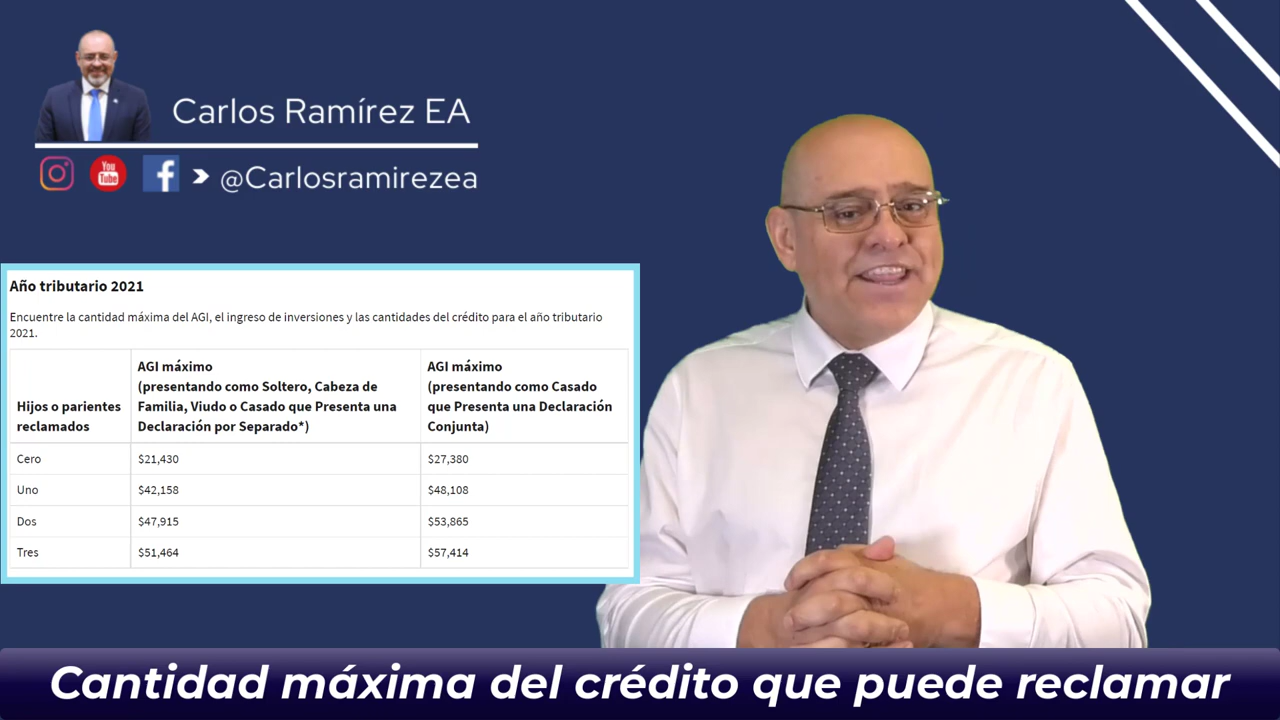 Carlos Ramírez EA
You
Tube
@Carlosramirezea
Año tributario 2021
Encuentre la cantidad máxima del AGI, el ingreso de inversiones y las cantidades del crédito para el año tributario
2021.
Hijos o parientes
reclamados
AGI máximo
(presentando como Soltero, Cabeza de
Familia, Viudo o Casado que Presenta una
Declaración por Separado*)
AGI máximo
(presentando como Casado
que Presenta una Declaración
Conjunta)
Cero $21,430 $27,380
Uno $42,158 $48,108
Dos $47,915 $53,865
Tres $51,464 $57,414
Cantidad máxima del crédito que puede reclamar